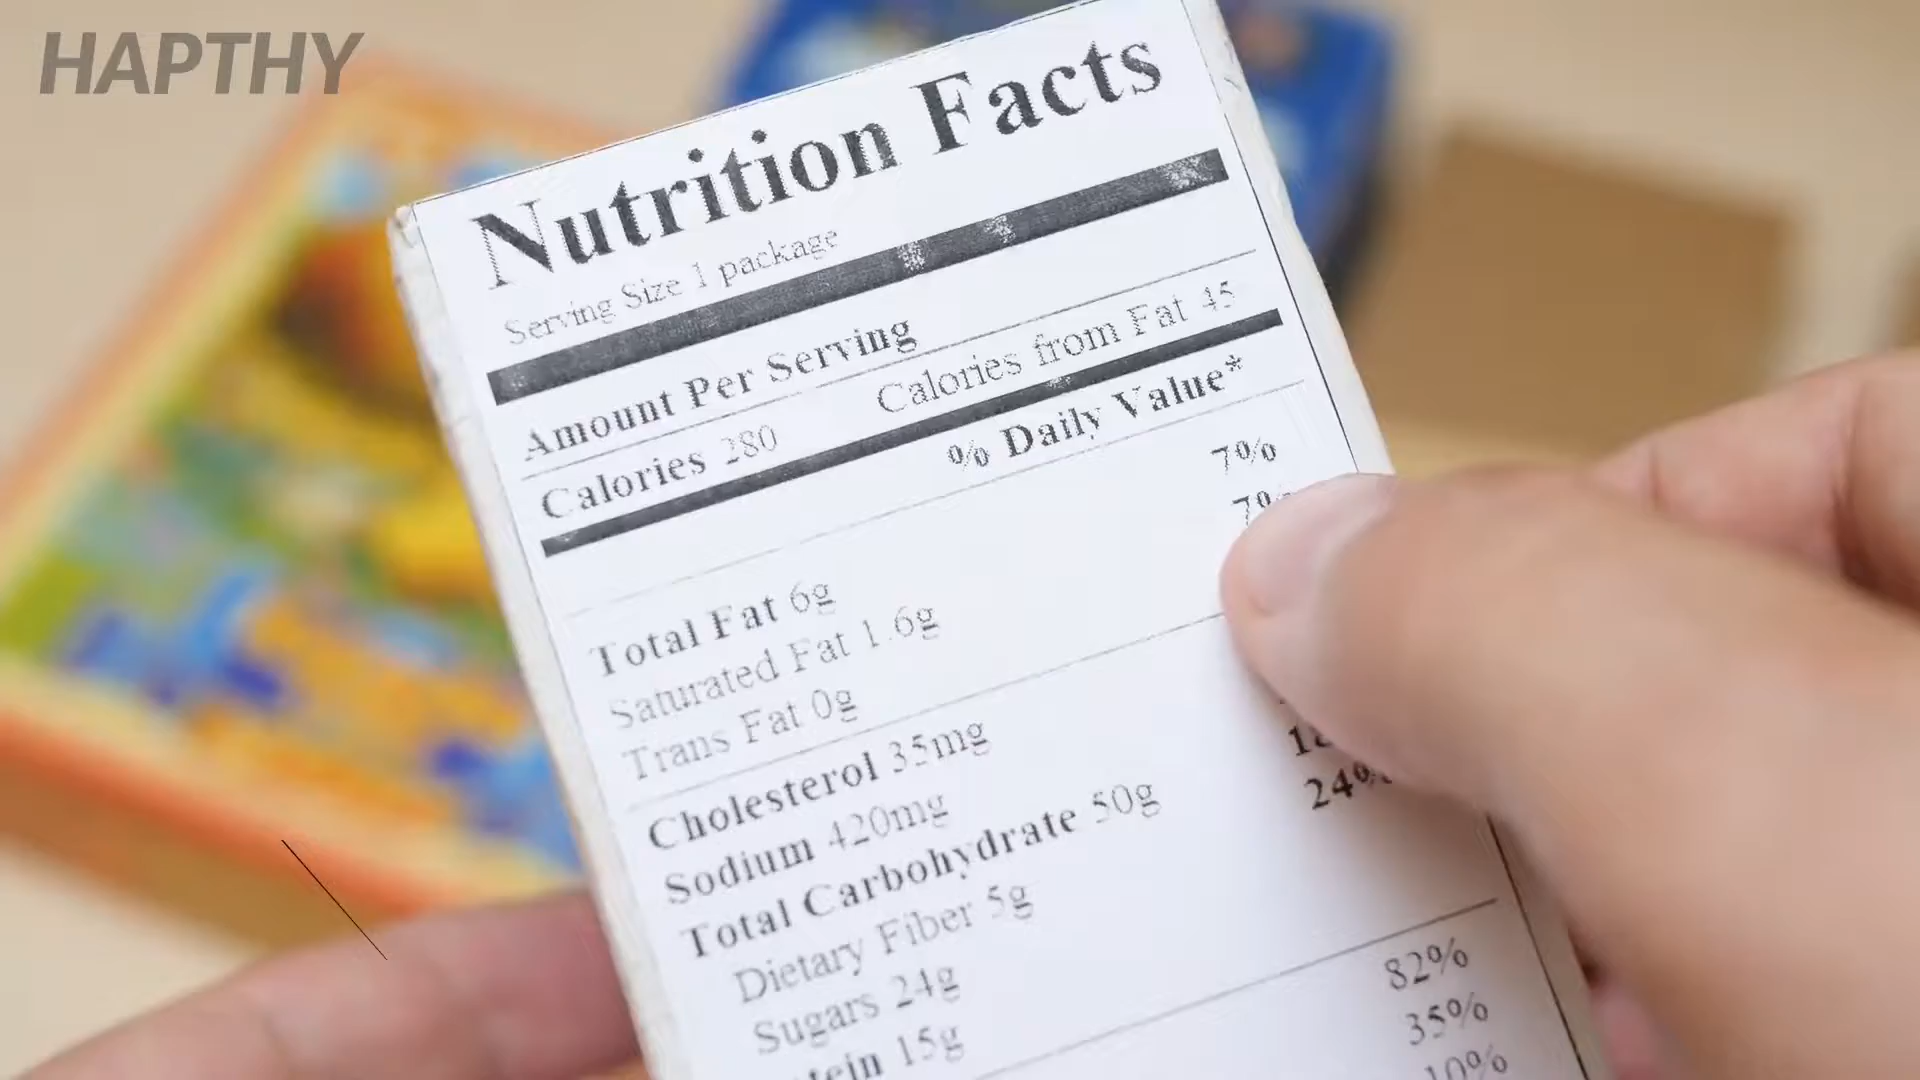 HAPTHY
Nutrition Facts
Serving Size 1 package
Amount Per Serving
Calories 280 Calories from Fat 45
% Daily Value*
7%
Total Fat 6g
Saturated Fat 1.6g
Trans Fat 0g
Cholesterol 35mg
Sodium 420mg
Total Carbohydrate 50g
24%
Dietary Fiber 5g
Sugars 24g
15g
82%
35%
10%